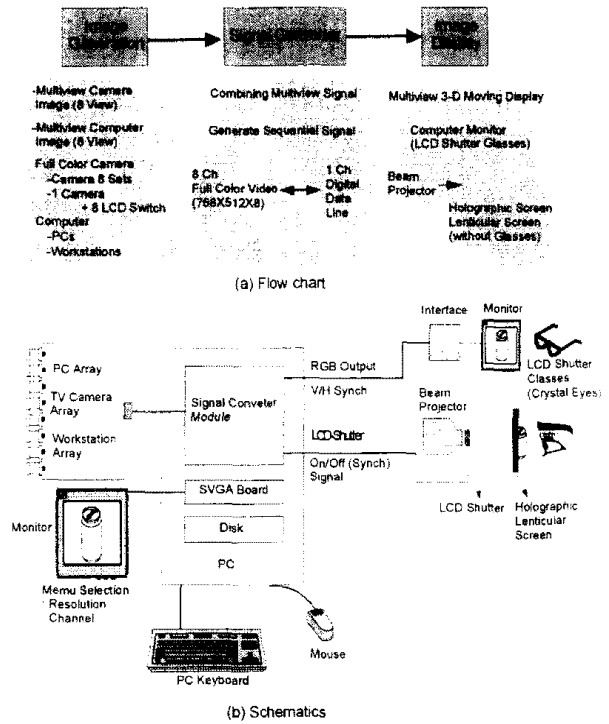 Image
Generation
Signal Converter
Image
Display
-Multiview Camera
Image (8 View)
-Multiview Computer
Image (8 View)
Full Color Camera
-Camera 8 Sets
-1 Camera
+ 8 LCD Switch
Computer
-PCs
-Workstations
Combining Multiview Signal
Generate Sequential Signal
8 Ch
Full Color Video
(768X512X8)
1 Ch
Digital
Data
Line
Multiview 3-D Moving Display
Computer Monitor
(LCD Shutter Glasses)
Beam
Projector
Holographic Screen
Lenticular Screen
(without Glasses)
(a) Flow chart
PC Array
TV Camera
Array
Workstation
Array
Signal Conveter
Module
SVGA Board
Disk
PC
RGB Output
V/H Synch
LCD-Shutter
On/Off (Synch)
Signal
Interface
Monitor
LCD Shutter
Classes
(Crystal Eyes)
Beam
Projector
LCD Shutter
Holographic
Lenticular
Screen
Monitor
Memu Selection
Resolution
Channel
PC Keyboard
Mouse
(b) Schematics